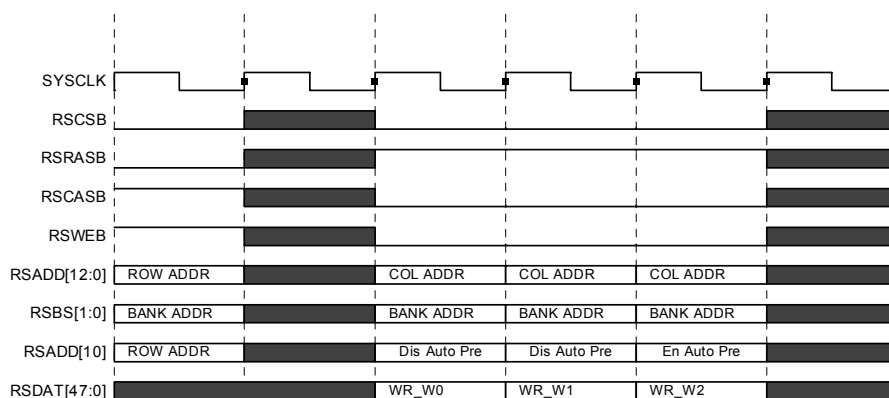 SYSCLK
RSCSB
RSRASB
RSCASB
RSWEB
RSADD[12:0] ROW ADDR COL ADDR COL ADDR COL ADDR
RSBS[1:0] BANK ADDR BANK ADDR BANK ADDR BANK ADDR
RSADD[10] ROW ADDR Dis Auto Pre Dis Auto Pre En Auto Pre
RSDAT[47:0] WR_W0 WR_W1 WR_W2